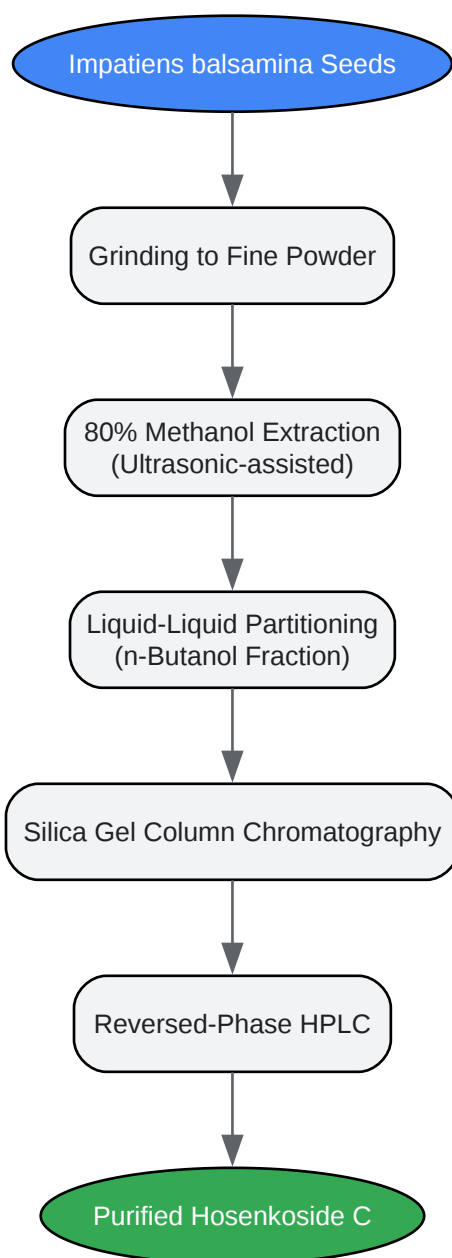 Impatiens balsamina Seeds
Grinding to Fine Powder
80% Methanol Extraction
(Ultrasonic-assisted)
Liquid-Liquid Partitioning
(n-Butanol Fraction)
Silica Gel Column Chromatography
Reversed-Phase HPLC
Purified Hosenkoside C